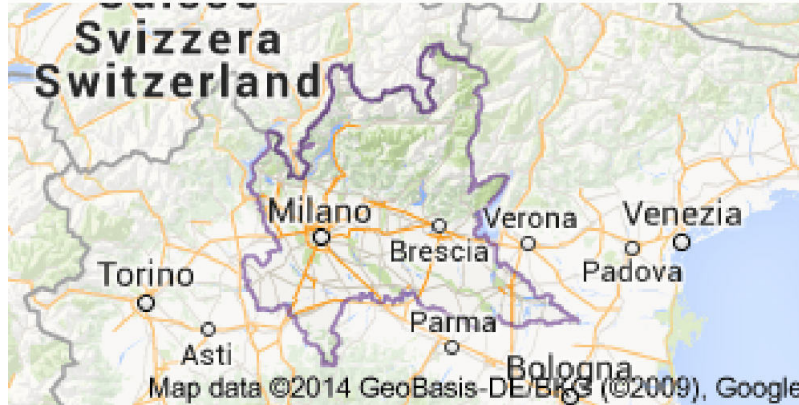 Svizzera
Switzerland
Milano
Verona
Venezia
Brescia
Padova
Torino
Parma
Asti
Bologna
Map data ©2014 GeoBasis-DE/BKG (©2009), Google